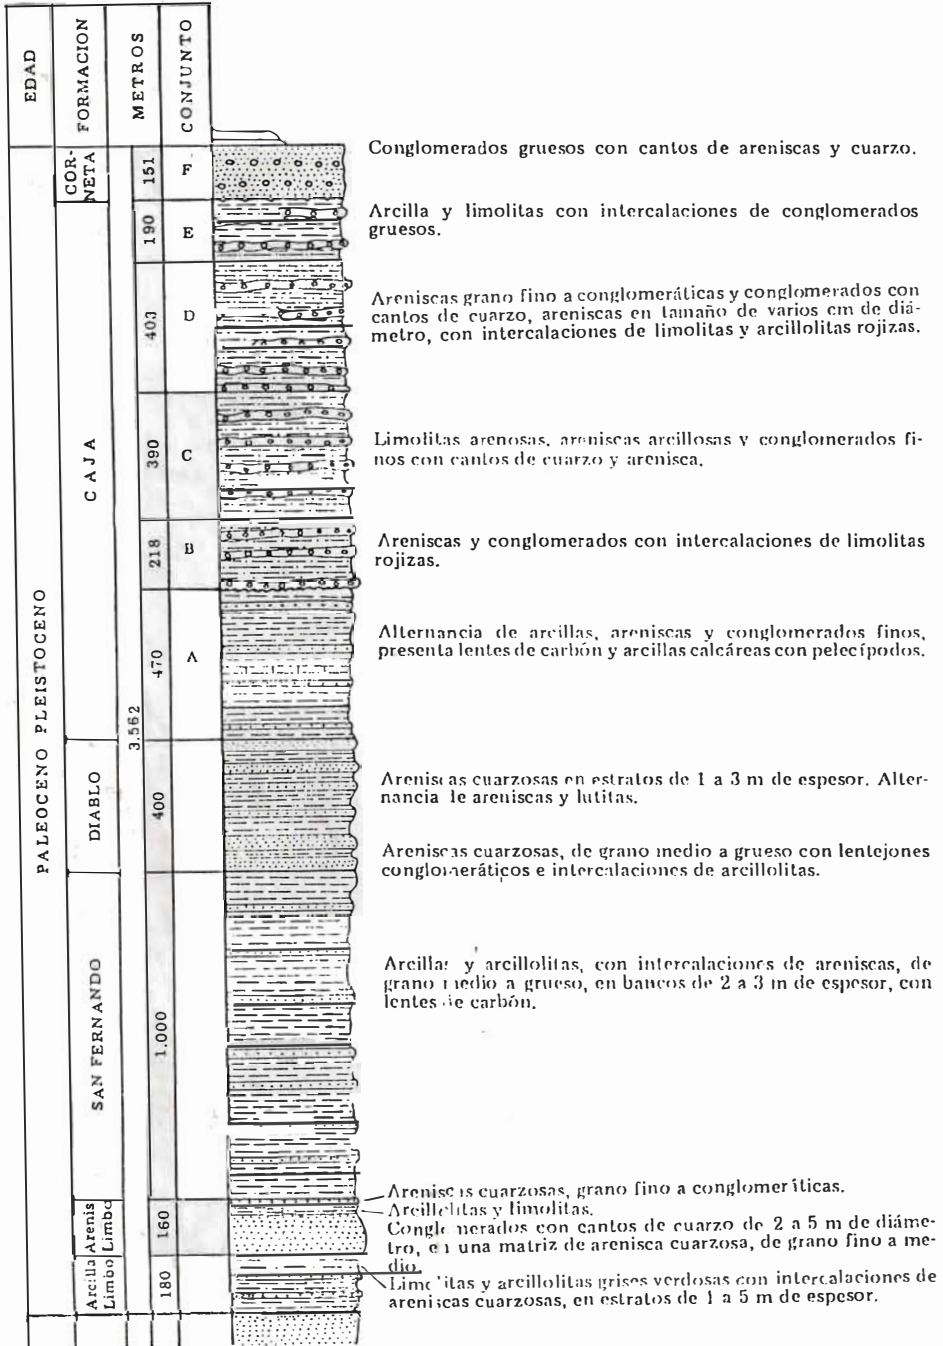 EDAD
FORMACION
METROS
CONJUNTO
PALEOCENO PLEISTOCENO
3.562
COR-
NETA
151
F
Conglomerados gruesos con cantos de areniscas y cuarzo.
CAJA
190
E
Arcilla y limolitas con intercalaciones de conglomerados
gruesos.
403
D
Areniscas grano fino a conglomeráticas y conglomerados con
cantos de cuarzo, areniscas en tamaño de varios cm de diá-
metro, con intercalaciones de limolitas y arcillolitas rojizas.
390
C
Limolitas arenosas, areniscas arcillosas y conglomerados fi-
nos con cantos de cuarzo y arenisca.
218
B
Areniscas y conglomerados con intercalaciones de limolitas
rojizas.
470
A
Alternancia de arcillas, areniscas y conglomerados finos,
presenta lentes de carbón y arcillas calcáreas con pelecípodos.
DIABLO
400
Areniscas cuarzosas en estratos de 1 a 3 m de espesor. Alter-
nancia de areniscas y lutitas.
Areniscas cuarzosas, de grano medio a grueso con lentejones
conglomeráticos e intercalaciones de arcillolitas.
SAN FERNANDO
1.000
Arcillas y arcillolitas, con intercalaciones de areniscas, de
grano medio a grueso, en bancos de 2 a 3 m de espesor, con
lentes de carbón.
Arenis
Limbo
160
Areniscas cuarzosas, grano fino a conglomeríticas.
Arcillolitas y limolitas.
Conglomerados con cantos de cuarzo de 2 a 5 m de diáme-
tro, en una matriz de arenisca cuarzosa, de grano fino a me-
dio.
Arcilla
Limbo
180
Limolitas y arcillolitas grises verdosas con intercalaciones de
areniscas cuarzosas, en estratos de 1 a 5 m de espesor.